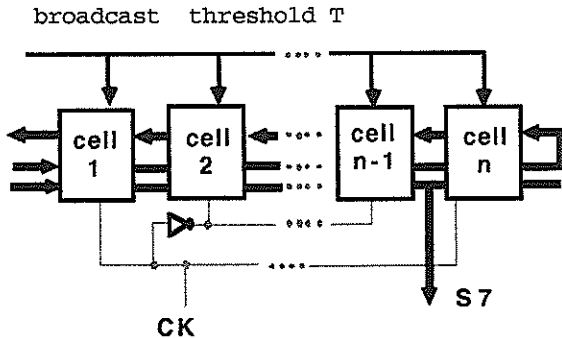 broadcast threshold T
cell 1
cell 2
cell n-1
cell n
S7
CK